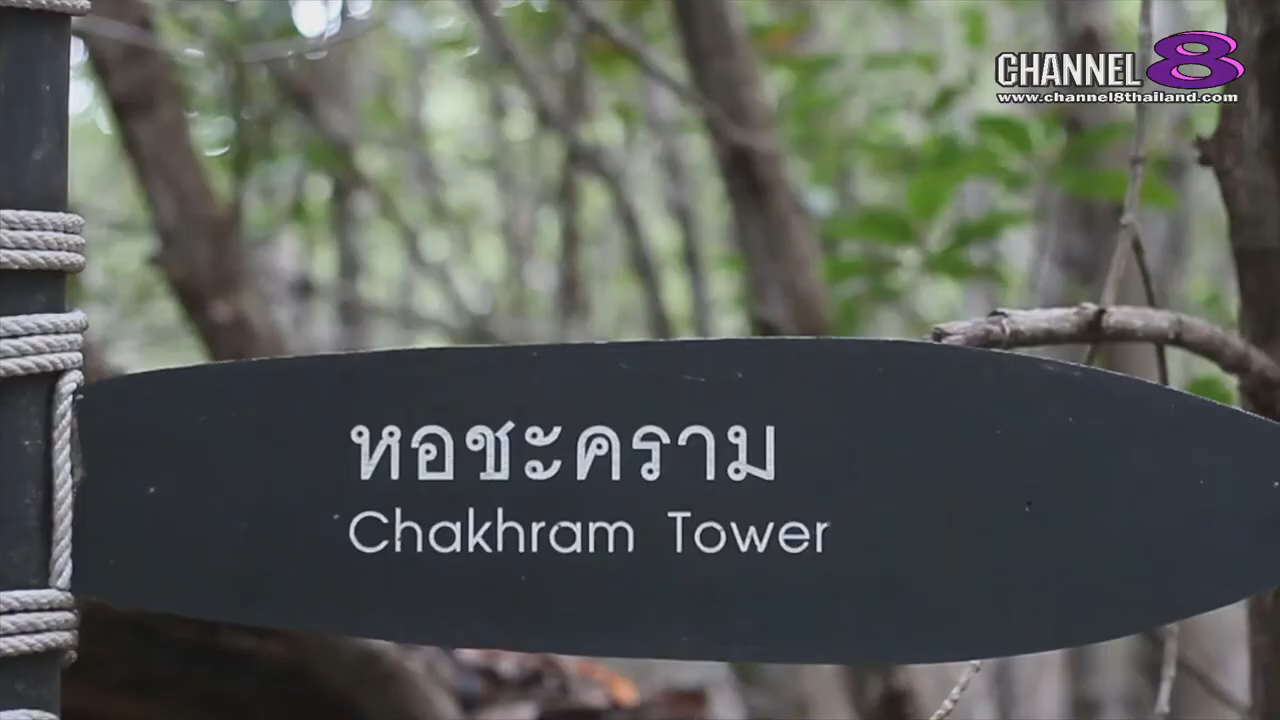 CHANNEL 8
www.channel8thailand.com
หอชะคราม
Chakhram Tower